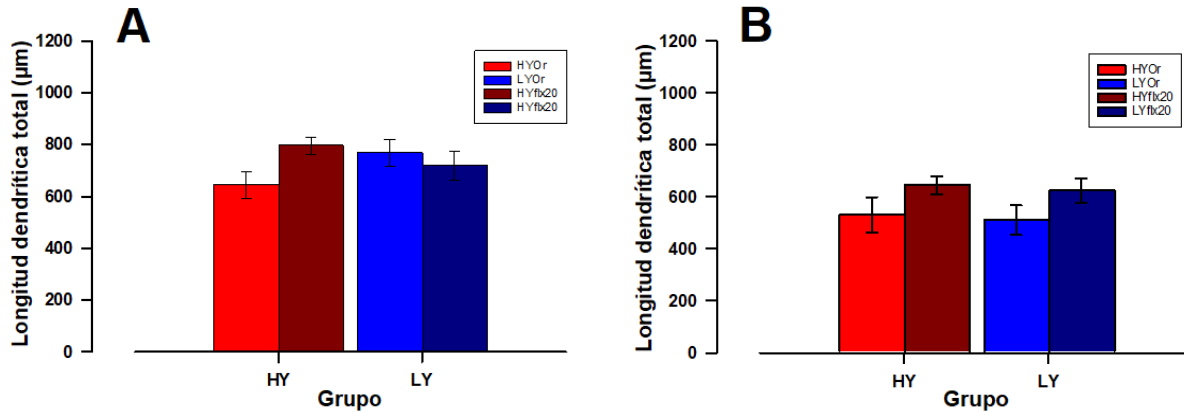 A
Longitud dendrítica total (µm)
1200
1000
800
600
400
200
0
HYOr
LYOr
HYflx20
HYflx20
HY
LY
Grupo
B
Longitud dendrítica total (µm)
1200
1000
800
600
400
200
0
HYOr
LYOr
HYflx20
LYflx20
HY
LY
Grupo